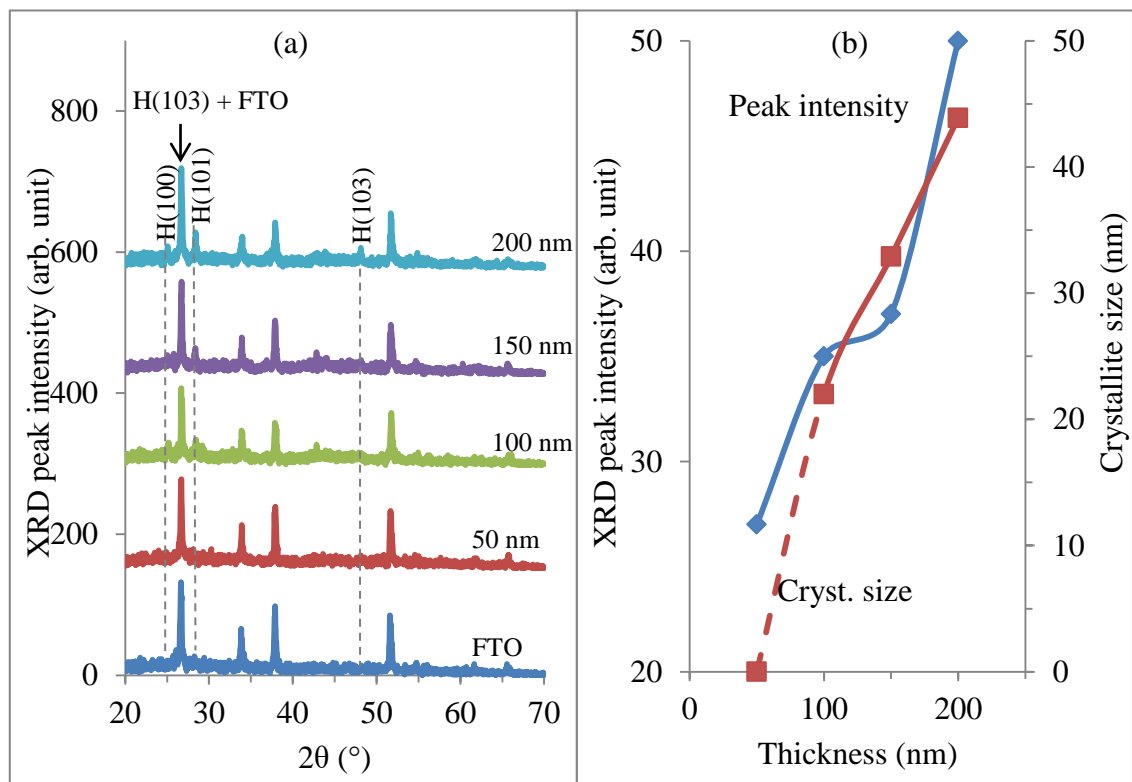 (a)
XRD peak intensity (arb. unit)
800
600
400
200
0
H(103) + FTO
H(100)
H(101)
H(103)
200 nm
150 nm
100 nm
50 nm
FTO
20 30 40 50 60 70
2θ (°)
(b)
XRD peak intensity (arb. unit)
50
40
30
20
Peak intensity
Cryst. size
50
40
30
20
10
0
Crystallite size (nm)
0 100 200
Thickness (nm)